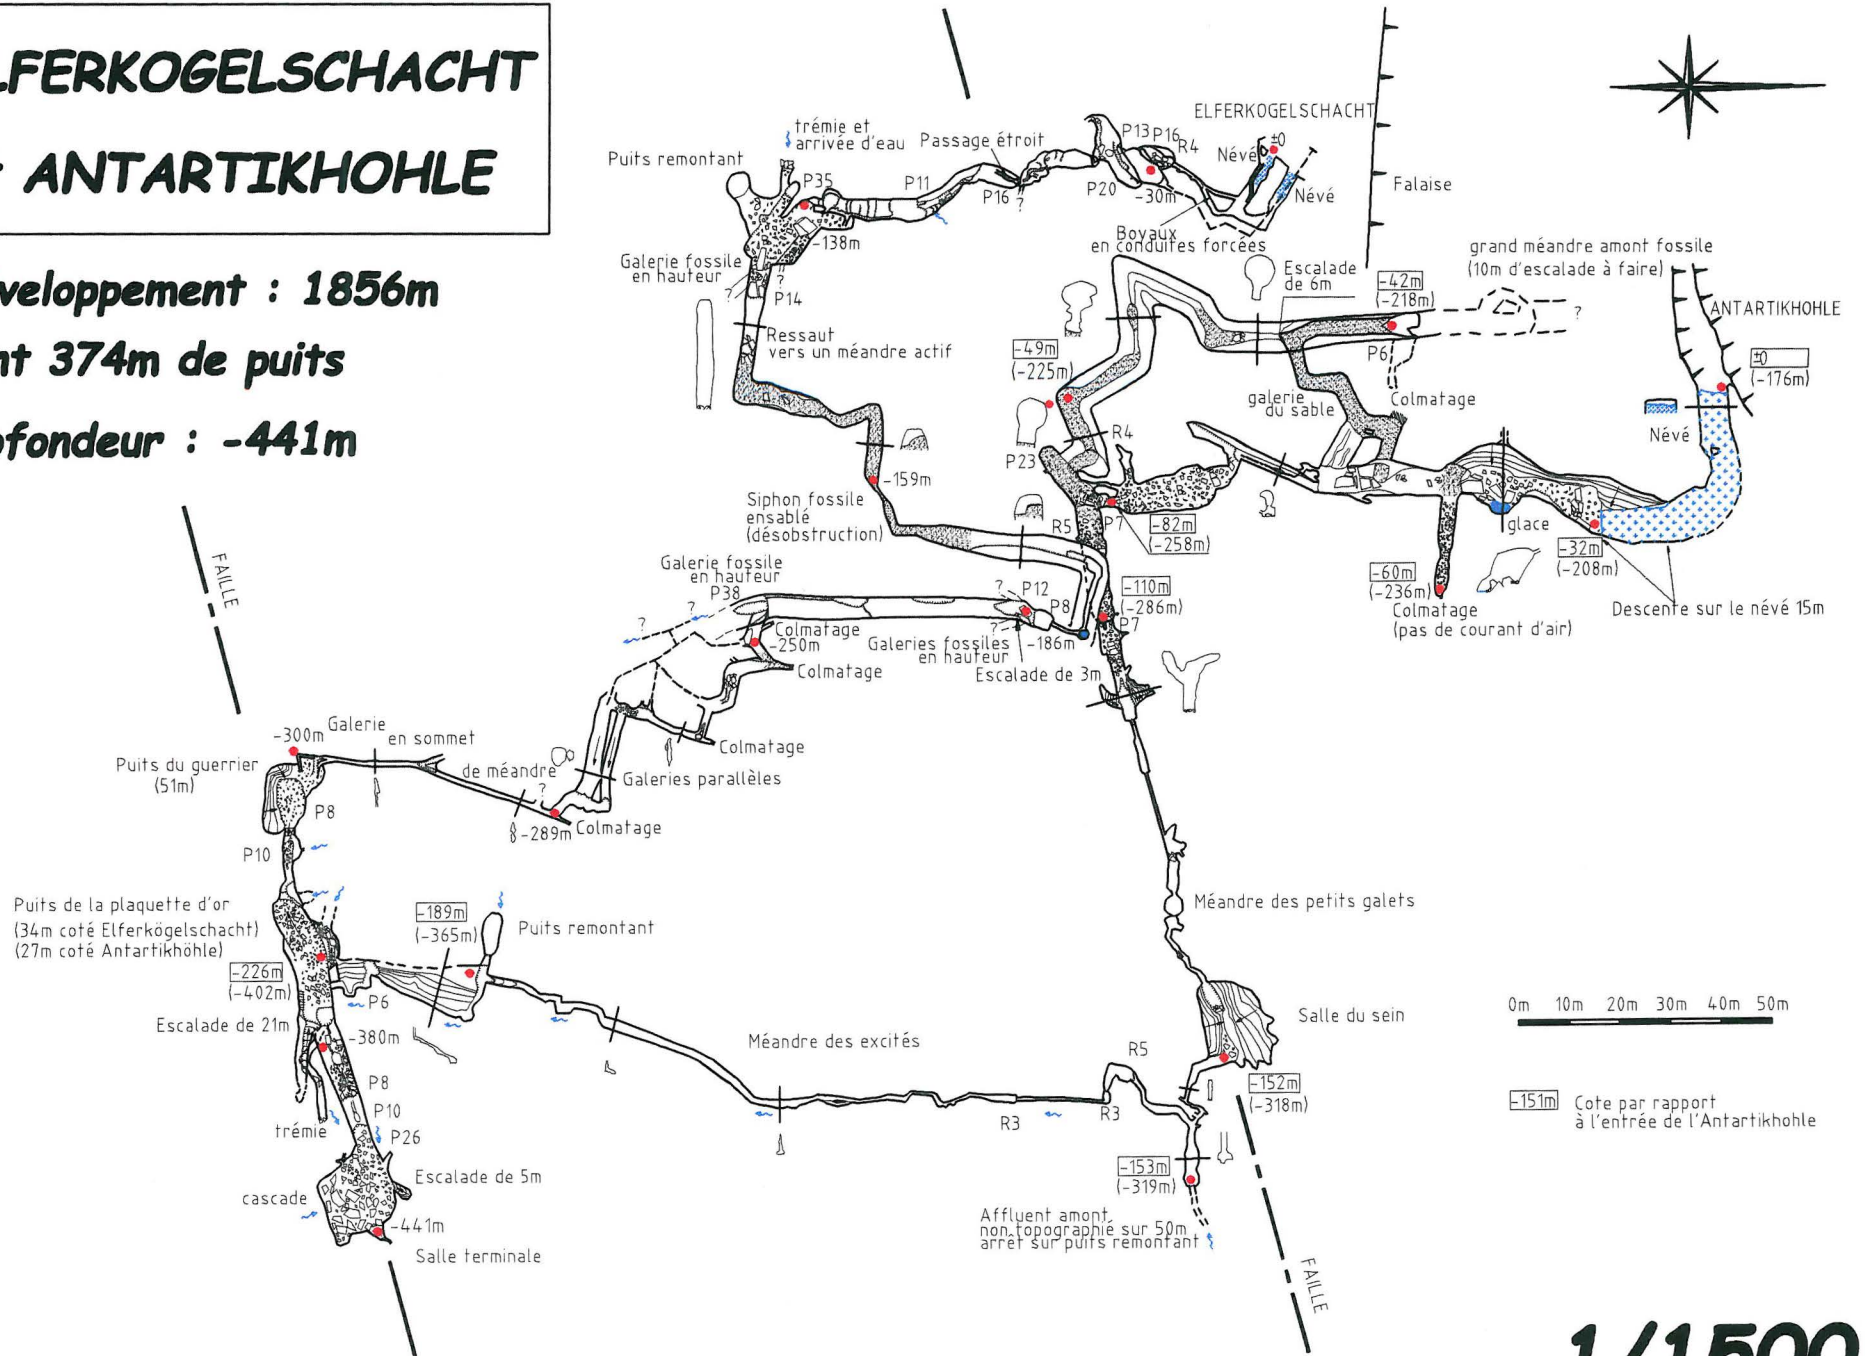 LFERKOGELSCHACHT
ANTARTIKHOHLE
veloppement : 1856m
nt 374m de puits
ofondeur : -441m
trémie et
arrivée d'eau
Passage étroit
Puits remontant
P35
P11
P16
?
P13
P16
R4
P20
-30m
ELFERKOGELSCHACHT
±0
Névé
Névé
Falaise
-138m
Boyaux
en conduites forcées
Galerie fossile
en hauteur
?
?
P14
Ressaut
vers un méandre actif
Escalade
de 6m
-42m
(-218m)
grand méandre amont fossile
(10m d'escalade à faire)
?
ANTARTIKHOHLE
±0
(-176m)
P6
Colmatage
galerie
du sable
-49m
(-225m)
R4
P23
Névé
-159m
Siphon fossile
ensablé
(désobstruction)
R5
P7
-82m
(-258m)
glace
-32m
(-208m)
-60m
(-236m)
Colmatage
(pas de courant d'air)
Descente sur le névé 15m
FAILLE
Galerie fossile
en hauteur
P38
?
?
?
P12
P8
-110m
(-286m)
P7
?
Colmatage
-250m
Colmatage
Galeries fossiles
en hauteur
-186m
Escalade de 3m
Colmatage
Galeries parallèles
-300m
Galerie
en sommet
de méandre
?
Puits du guerrier
(51m)
P8
-289m
Colmatage
P10
Puits de la plaquette d'or
(34m coté Elferkögelschacht)
(27m coté Antartikhöhle)
-189m
(-365m)
Puits remontant
Méandre des petits galets
-226m
(-402m)
P6
Escalade de 21m
-380m
Méandre des excités
Salle du sein
0m 10m 20m 30m 40m 50m
R5
P8
P10
R3
R3
-152m
(-318m)
-151m
Cote par rapport
à l'entrée de l'Antartikhohle
trémie
P26
Escalade de 5m
-153m
(-319m)
cascade
-441m
Salle terminale
Affluent amont
non topographié sur 50m
arrêt sur puits remontant
FAILLE
1/1500